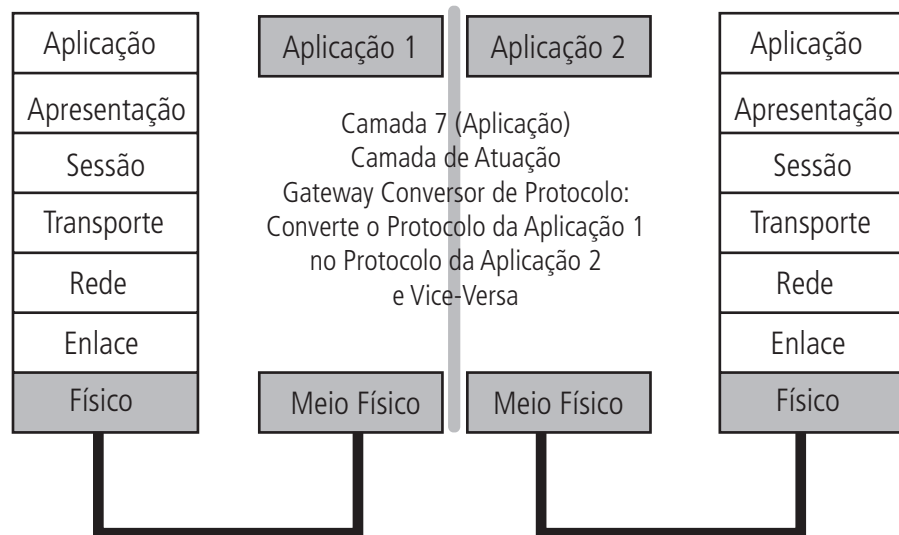 Aplicação
Apresentação
Sessão
Transporte
Rede
Enlace
Físico
Aplicação 1
Aplicação 2
Camada 7 (Aplicação)
Camada de Atuação
Gateway Conversor de Protocolo:
Converte o Protocolo da Aplicação 1
no Protocolo da Aplicação 2
e Vice-Versa
Meio Físico
Meio Físico
Aplicação
Apresentação
Sessão
Transporte
Rede
Enlace
Físico